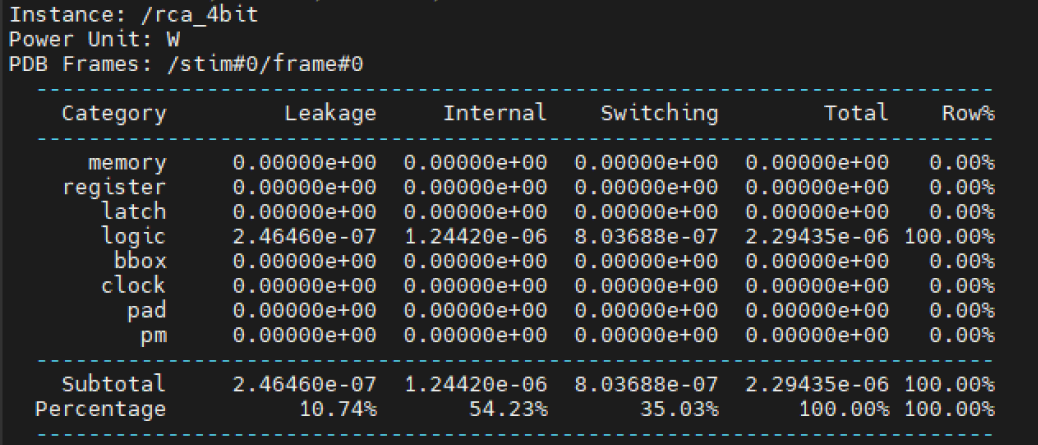 Instance: /rca_4bit
Power Unit: W
PDB Frames: /stim#0/frame#0
-------------------------------------------------------------------------
Category Leakage Internal Switching Total Row%
-------------------------------------------------------------------------
memory 0.00000e+00 0.00000e+00 0.00000e+00 0.00000e+00 0.00%
register 0.00000e+00 0.00000e+00 0.00000e+00 0.00000e+00 0.00%
latch 0.00000e+00 0.00000e+00 0.00000e+00 0.00000e+00 0.00%
logic 2.46460e-07 1.24420e-06 8.03688e-07 2.29435e-06 100.00%
bbox 0.00000e+00 0.00000e+00 0.00000e+00 0.00000e+00 0.00%
clock 0.00000e+00 0.00000e+00 0.00000e+00 0.00000e+00 0.00%
pad 0.00000e+00 0.00000e+00 0.00000e+00 0.00000e+00 0.00%
pm 0.00000e+00 0.00000e+00 0.00000e+00 0.00000e+00 0.00%
-------------------------------------------------------------------------
Subtotal 2.46460e-07 1.24420e-06 8.03688e-07 2.29435e-06 100.00%
Percentage 10.74% 54.23% 35.03% 100.00% 100.00%
-------------------------------------------------------------------------